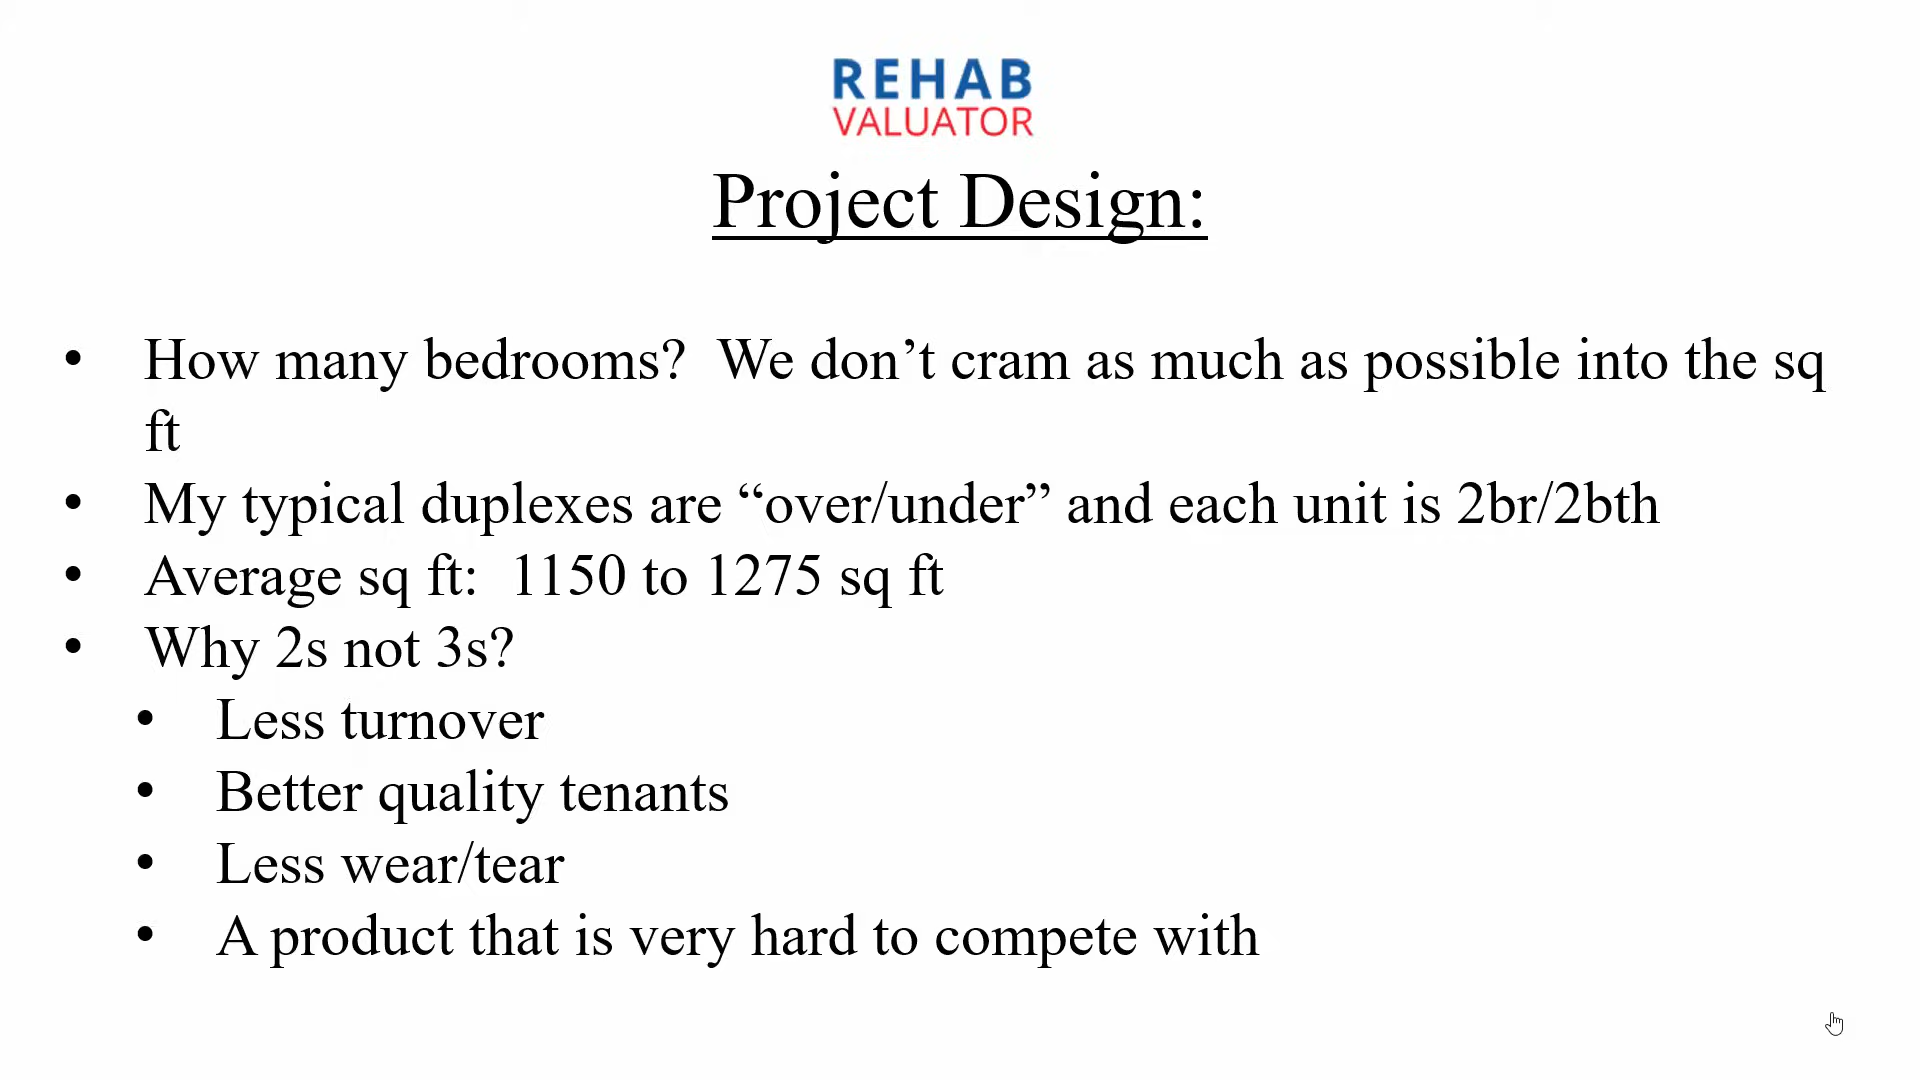 REHAB
VALUATOR
Project Design:
• How many bedrooms?  We don’t cram as much as possible into the sq
ft
• My typical duplexes are “over/under” and each unit is 2br/2bth
• Average sq ft:  1150 to 1275 sq ft
• Why 2s not 3s?
• Less turnover
• Better quality tenants
• Less wear/tear
• A product that is very hard to compete with